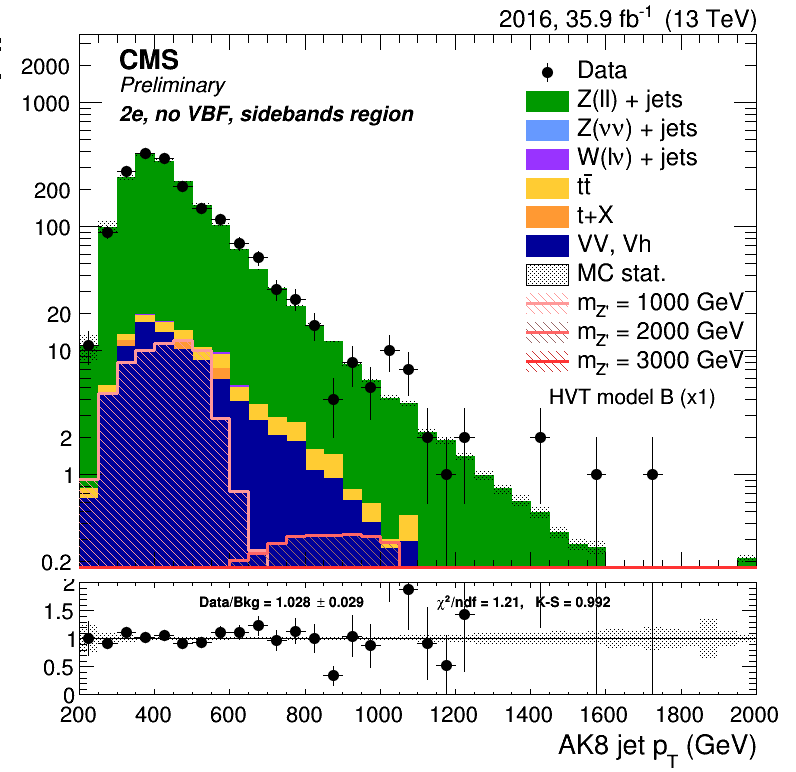 2016, 35.9 fb⁻¹ (13 TeV)
CMS
Preliminary
2e, no VBF, sidebands region
Data
Z(ll) + jets
Z(νν) + jets
W(lν) + jets
tt̄
t+X
VV, Vh
MC stat.
m_Z' = 1000 GeV
m_Z' = 2000 GeV
m_Z' = 3000 GeV
HVT model B (x1)
2000
1000
200
100
20
10
2
1
0.2
Data/Bkg = 1.028 ± 0.029 χ²/ndf = 1.21, K-S = 0.992
2
1.5
1
0.5
0
200 400 600 800 1000 1200 1400 1600 1800 2000
AK8 jet p_T (GeV)